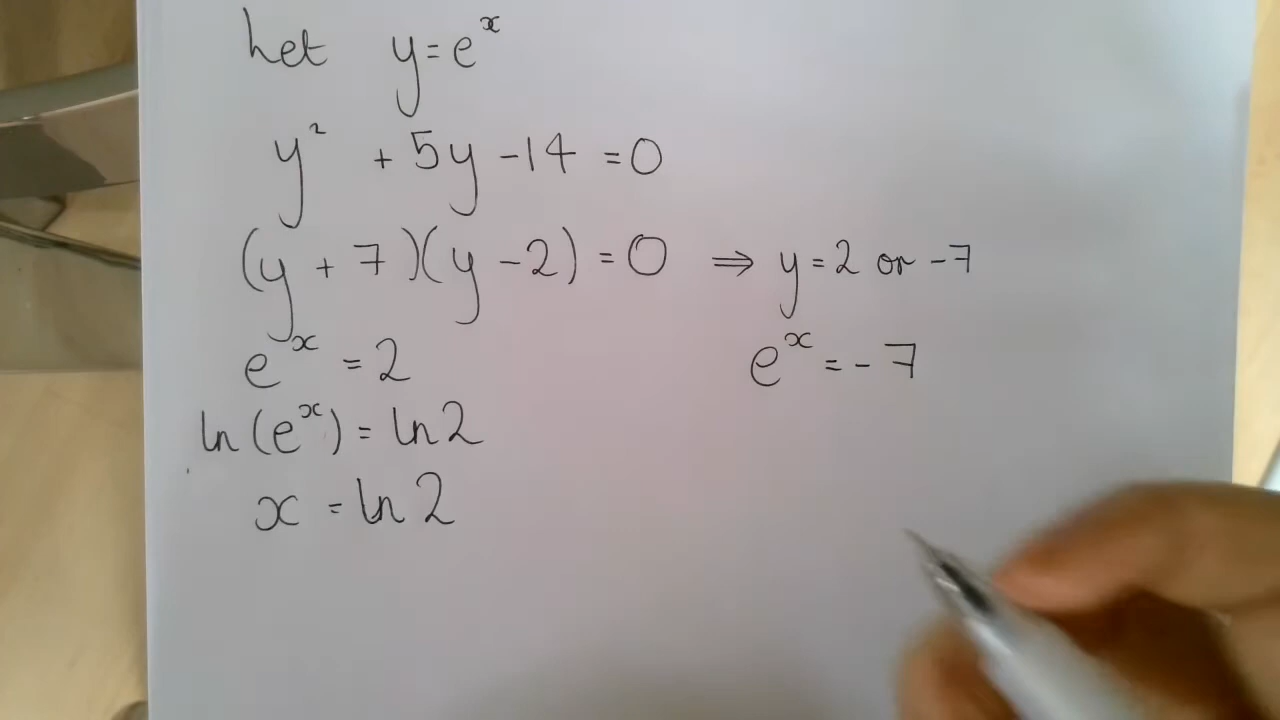 Let y = e^x
y² + 5y - 14 = 0
(y + 7)(y - 2) = 0 ⇒ y = 2 or -7
e^x = 2 e^x = -7
ln(e^x) = ln 2
x = ln 2